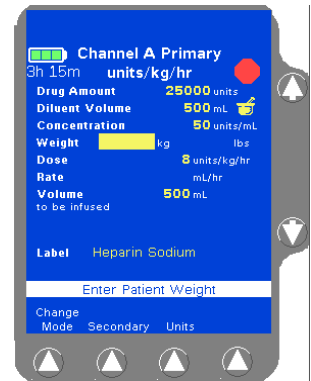 Channel A Primary
3h 15m units/kg/hr
Drug Amount 25000 units
Diluent Volume 500 mL
Concentration 50 units/mL
Weight kg lbs
Dose 8 units/kg/hr
Rate mL/hr
Volume 500 mL
to be infused
Label Heparin Sodium
Enter Patient Weight
Change
Mode Secondary Units